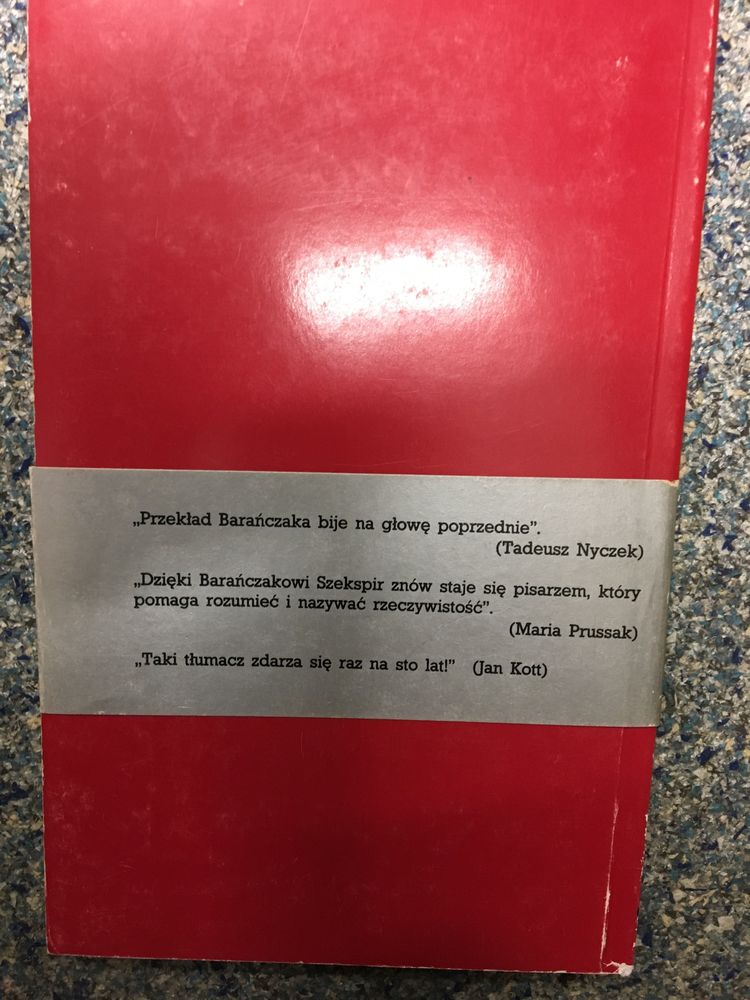 „Przekład Barańczaka bije na głowę poprzednie”.
(Tadeusz Nyczek)
„Dzięki Barańczakowi Szekspir znów staje się pisarzem, który
pomaga rozumieć i nazywać rzeczywistość”.
(Maria Prussak)
„Taki tłumacz zdarza się raz na sto lat!” (Jan Kott)